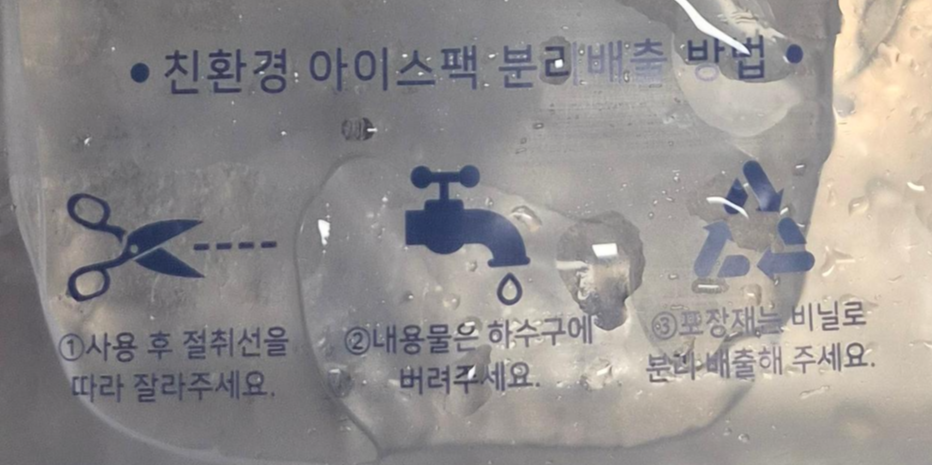 • 친환경 아이스팩 분리배출 방법 •
①사용 후 절취선을
따라 잘라주세요.
②내용물은 하수구에
버려주세요.
③포장재는 비닐로
분리 배출해 주세요.